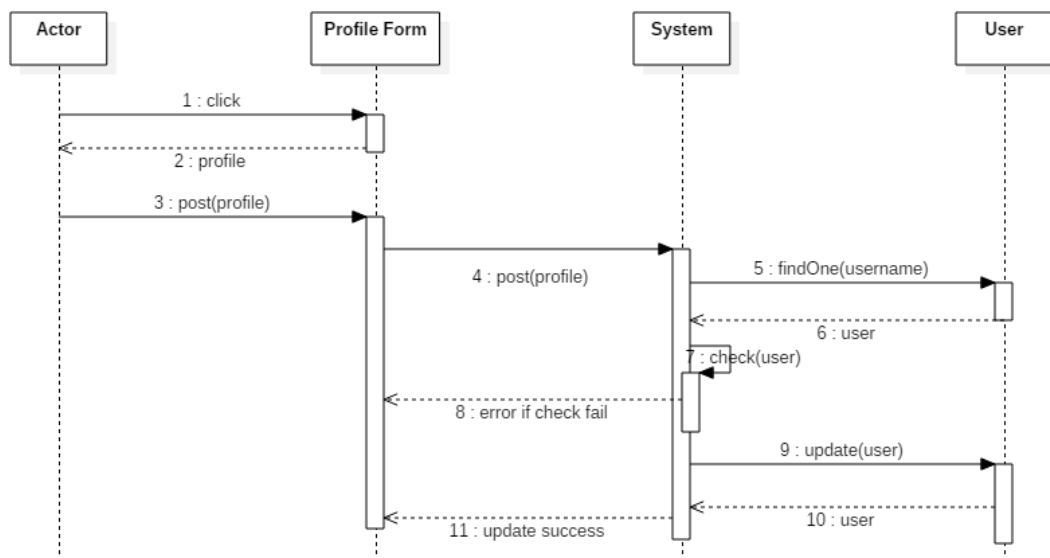 Actor
Profile Form
System
User
1 : click
2 : profile
3 : post(profile)
4 : post(profile)
5 : findOne(username)
6 : user
7 : check(user)
8 : error if check fail
9 : update(user)
10 : user
11 : update success